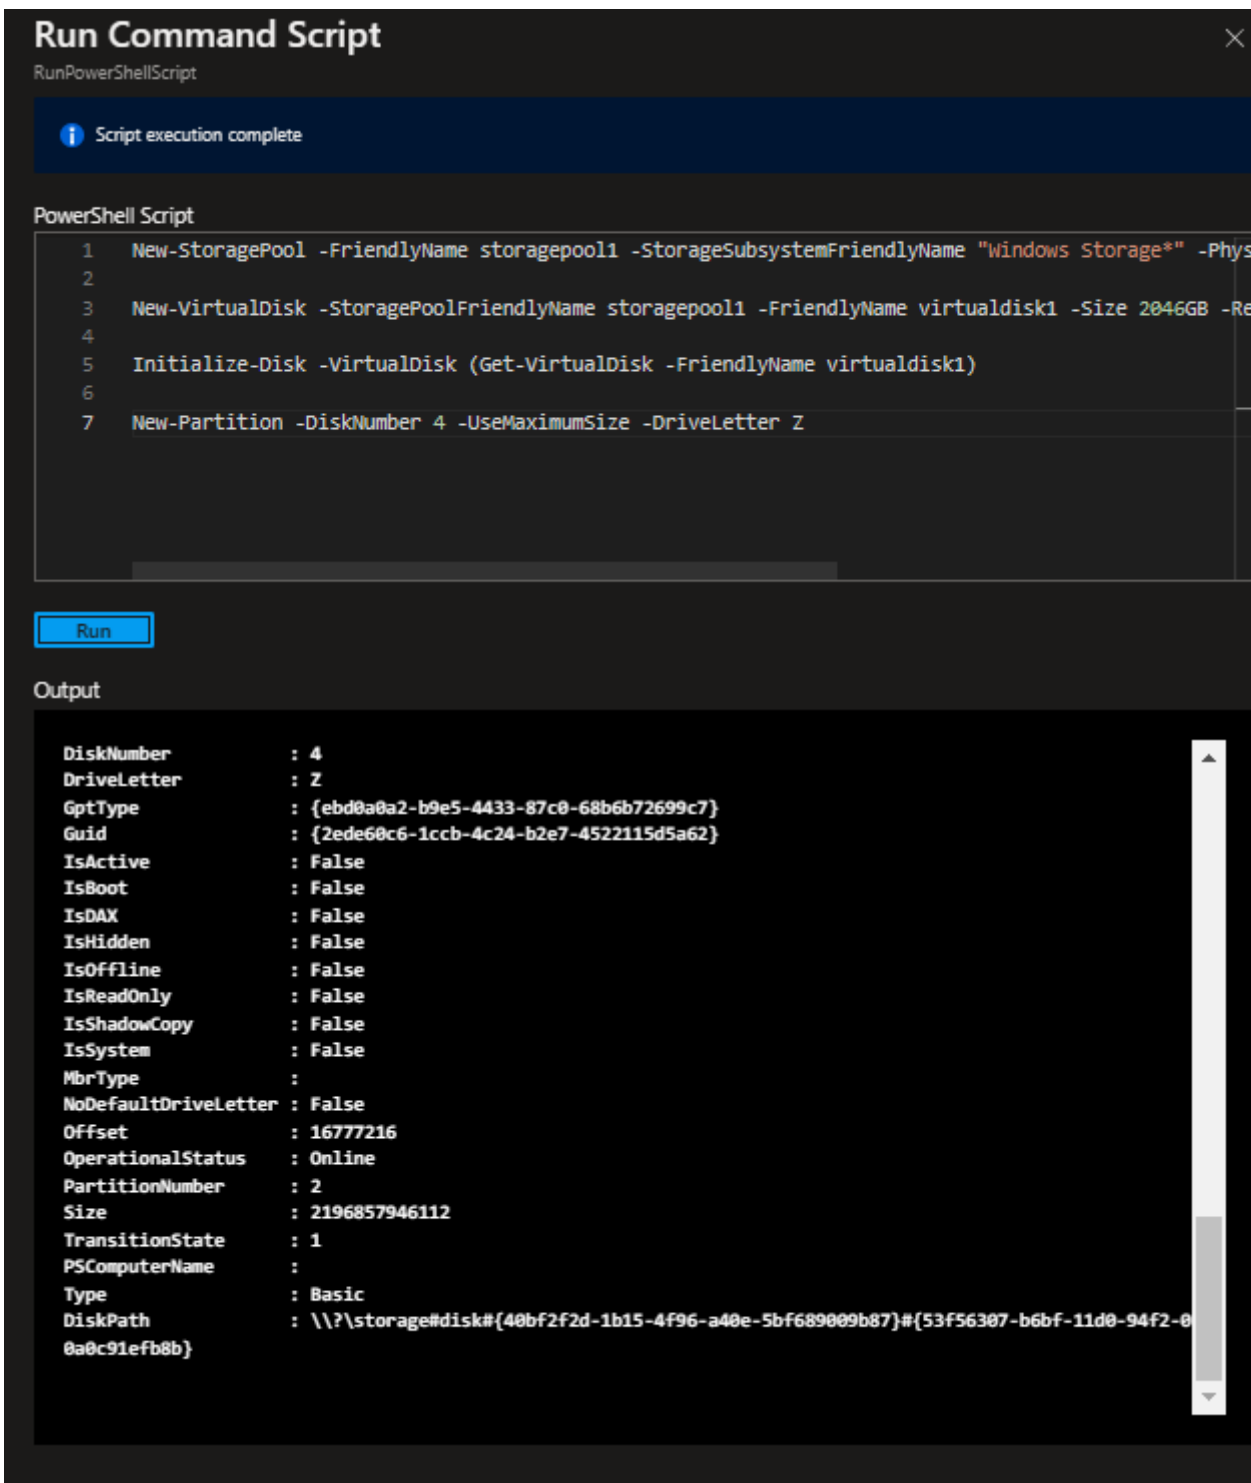 Run Command Script
RunPowerShellScript
Script execution complete
PowerShell Script
1 New-StoragePool -FriendlyName storagepool1 -StorageSubsystemFriendlyName "Windows Storage*" -Phys
2
3 New-VirtualDisk -StoragePoolFriendlyName storagepool1 -FriendlyName virtualdisk1 -Size 2046GB -Re
4
5 Initialize-Disk -VirtualDisk (Get-VirtualDisk -FriendlyName virtualdisk1)
6
7 New-Partition -DiskNumber 4 -UseMaximumSize -DriveLetter Z
Run
Output
DiskNumber : 4
DriveLetter : Z
GptType : {ebd0a0a2-b9e5-4433-87c0-68b6b72699c7}
Guid : {2ede60c6-1ccb-4c24-b2e7-4522115d5a62}
IsActive : False
IsBoot : False
IsDAX : False
IsHidden : False
IsOffline : False
IsReadOnly : False
IsShadowCopy : False
IsSystem : False
MbrType :
NoDefaultDriveLetter : False
Offset : 16777216
OperationalStatus : Online
PartitionNumber : 2
Size : 2196857946112
TransitionState : 1
PSComputerName :
Type : Basic
DiskPath : \\?\storage#disk#{40bf2f2d-1b15-4f96-a40e-5bf689009b87}#{53f56307-b6bf-11d0-94f2-0
0a0c91efb8b}